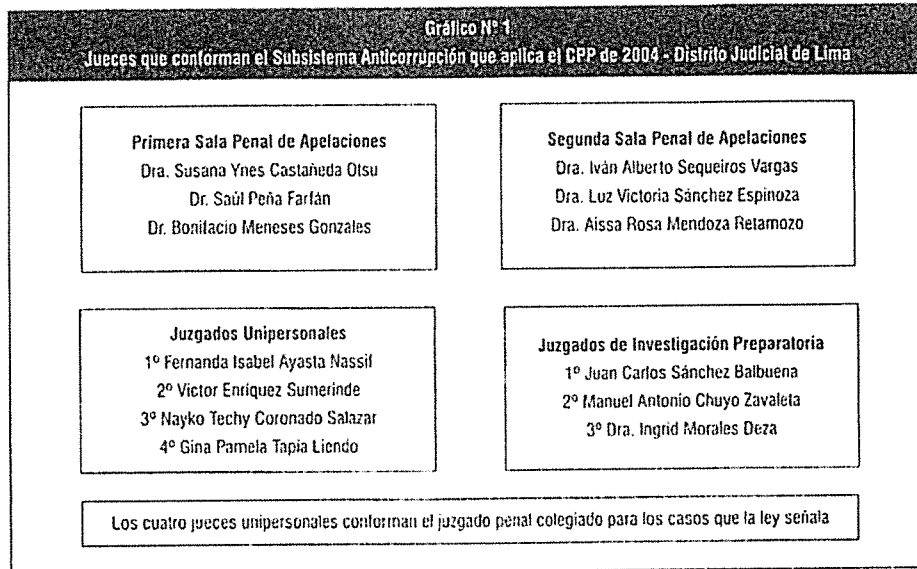 Gráfico Nº 1
Jueces que conforman el Subsistema Anticorrupción que aplica el CPP de 2004 - Distrito Judicial de Lima
Primera Sala Penal de Apelaciones
Dra. Susana Ynes Castañeda Otsu
Dr. Saúl Peña Farfán
Dr. Bonifacio Meneses Gonzales
Segunda Sala Penal de Apelaciones
Dra. Iván Alberto Sequeiros Vargas
Dra. Luz Victoria Sánchez Espinoza
Dra. Aissa Rosa Mendoza Retamozo
Juzgados Unipersonales
1º Fernanda Isabel Ayasta Nassif
2º Victor Enriquez Sumerinde
3º Nayko Techy Coronado Salazar
4º Gina Pamela Tapia Liendo
Juzgados de Investigación Preparatoria
1º Juan Carlos Sánchez Balbuena
2º Manuel Antonio Chuyo Zavaleta
3º Dra. Ingrid Morales Deza
Los cuatro jueces unipersonales conforman el juzgado penal colegiado para los casos que la ley señala